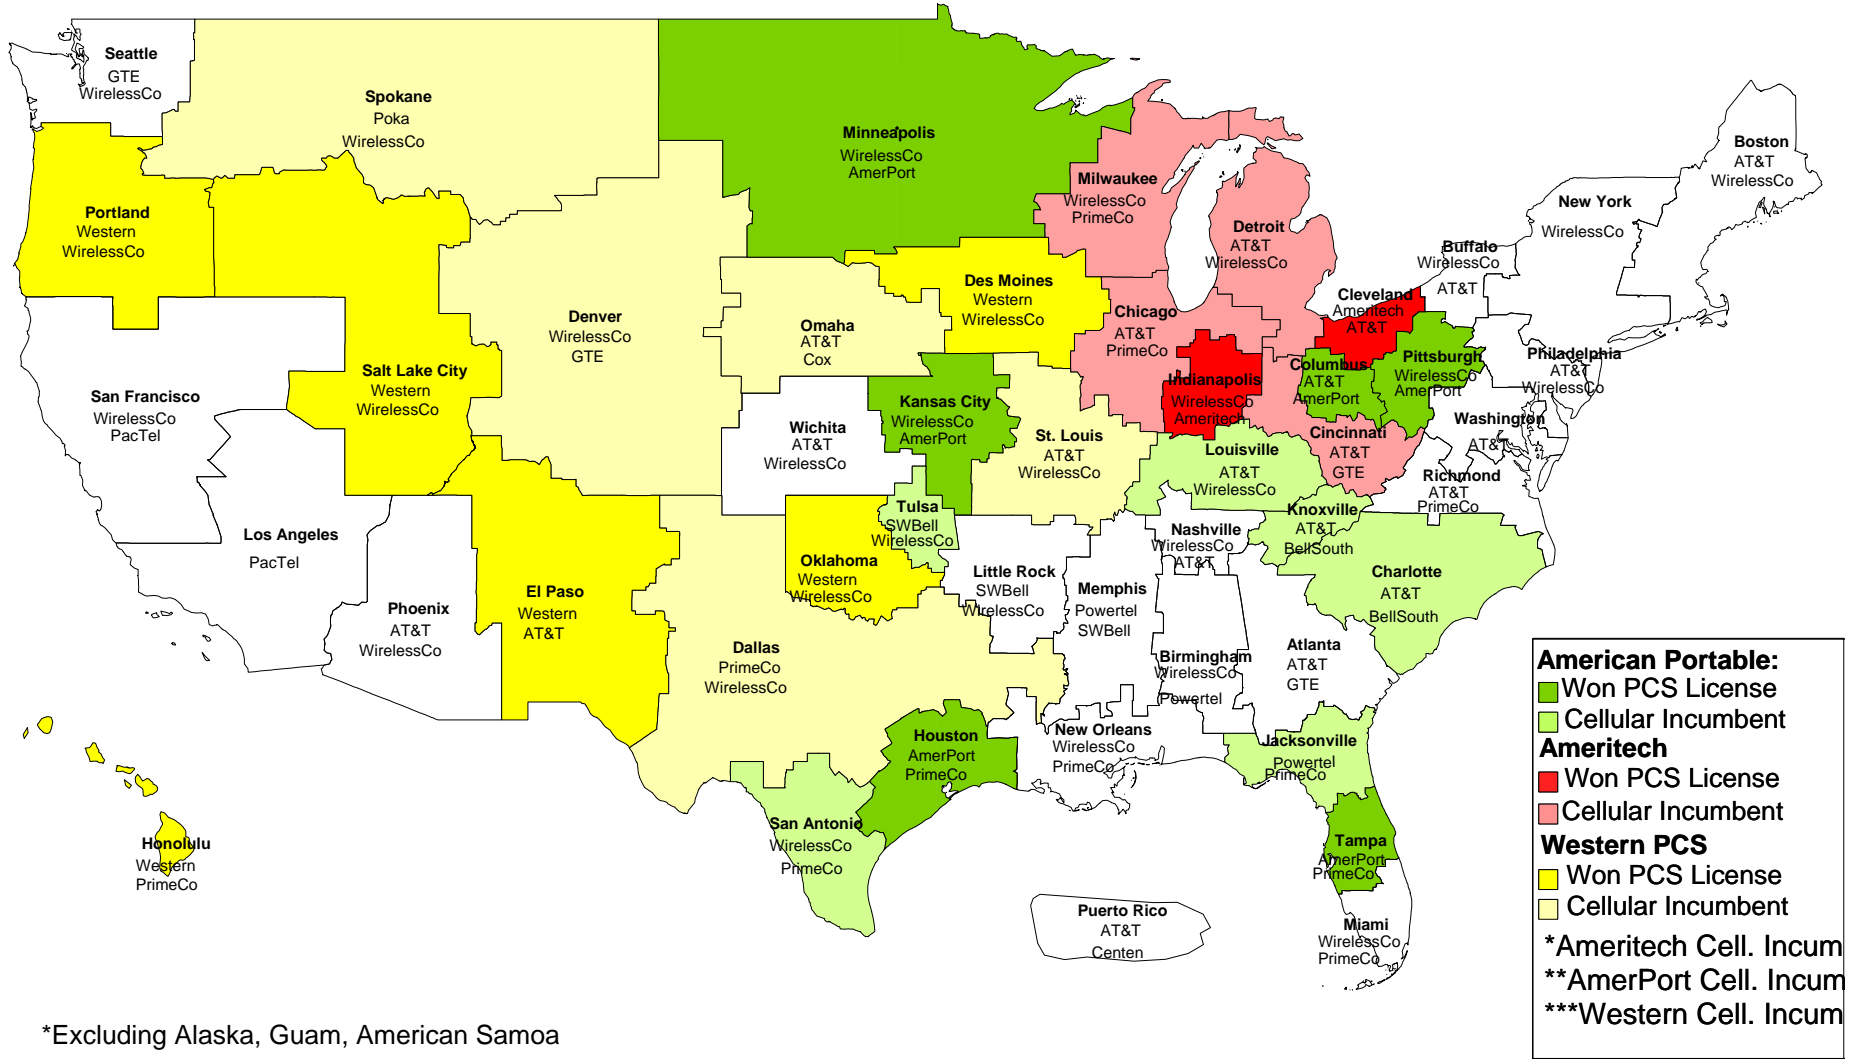 Seattle
GTE
WirelessCo
Spokane
Poka
WirelessCo
Minneapolis
WirelessCo
AmerPort
Milwaukee
WirelessCo
PrimeCo
Detroit
AT&T
WirelessCo
Boston
AT&T
WirelessCo
New York
WirelessCo
Buffalo
WirelessCo
AT&T
Portland
Western
WirelessCo
Des Moines
Western
WirelessCo
Cleveland
Ameritech
AT&T
Chicago
AT&T
PrimeCo
Denver
WirelessCo
GTE
Omaha
AT&T
Cox
Columbus
AT&T
AmerPort
Pittsburgh
WirelessCo
AmerPort
Philadelphia
AT&T
WirelessCo
Salt Lake City
Western
WirelessCo
Indianapolis
WirelessCo
Ameritech
San Francisco
WirelessCo
PacTel
Kansas City
WirelessCo
AmerPort
Wichita
AT&T
WirelessCo
St. Louis
AT&T
WirelessCo
Cincinnati
AT&T
GTE
Washington
AT&T
Louisville
AT&T
WirelessCo
Richmond
AT&T
PrimeCo
Tulsa
SWBell
WirelessCo
Knoxville
AT&T
BellSouth
Nashville
WirelessCo
AT&T
Los Angeles
PacTel
Oklahoma
Western
WirelessCo
Little Rock
SWBell
WirelessCo
Charlotte
AT&T
BellSouth
Memphis
Powertel
SWBell
El Paso
Western
AT&T
Phoenix
AT&T
WirelessCo
Dallas
PrimeCo
WirelessCo
Birmingham
WirelessCo
Powertel
Atlanta
AT&T
GTE
New Orleans
WirelessCo
PrimeCo
Houston
AmerPort
PrimeCo
Jacksonville
Powertel
PrimeCo
San Antonio
WirelessCo
PrimeCo
Tampa
AmerPort
PrimeCo
Honolulu
Western
PrimeCo
Puerto Rico
AT&T
Centen
Miami
WirelessCo
PrimeCo
American Portable:
Won PCS License
Cellular Incumbent
Ameritech
Won PCS License
Cellular Incumbent
Western PCS
Won PCS License
Cellular Incumbent
*Ameritech Cell. Incum
**AmerPort Cell. Incum
***Western Cell. Incum
*Excluding Alaska, Guam, American Samoa